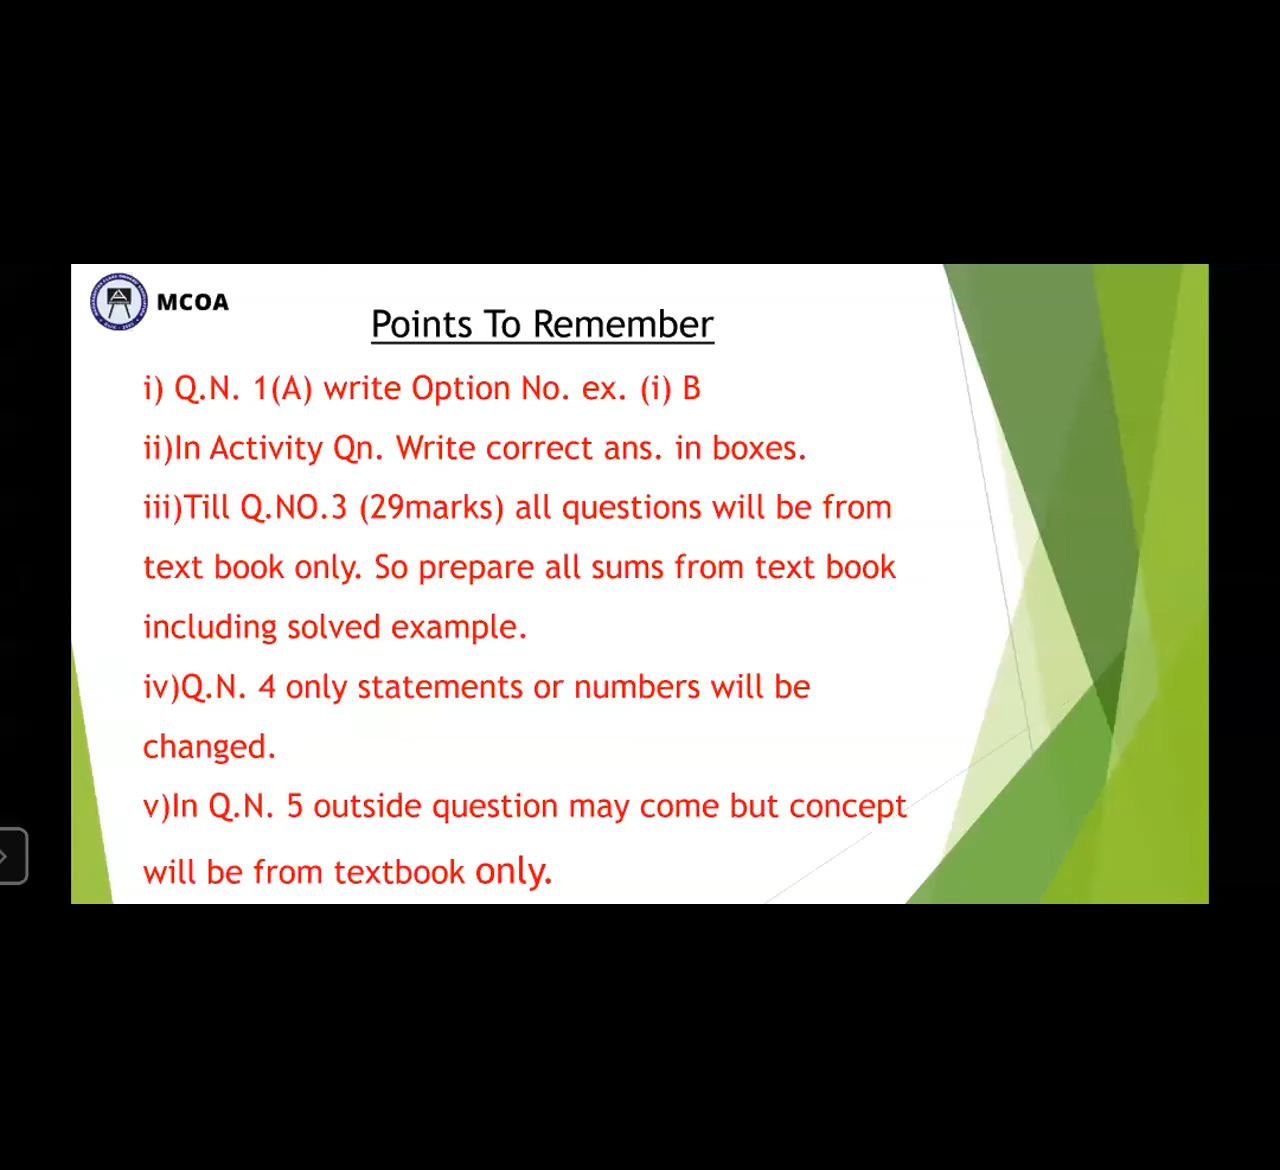 MCOA
Points To Remember
i) Q.N. 1(A) write Option No. ex. (i) B
ii)In Activity Qn. Write correct ans. in boxes.
iii)Till Q.NO.3 (29marks) all questions will be from
text book only. So prepare all sums from text book
including solved example.
iv)Q.N. 4 only statements or numbers will be
changed.
v)In Q.N. 5 outside question may come but concept
will be from textbook only.